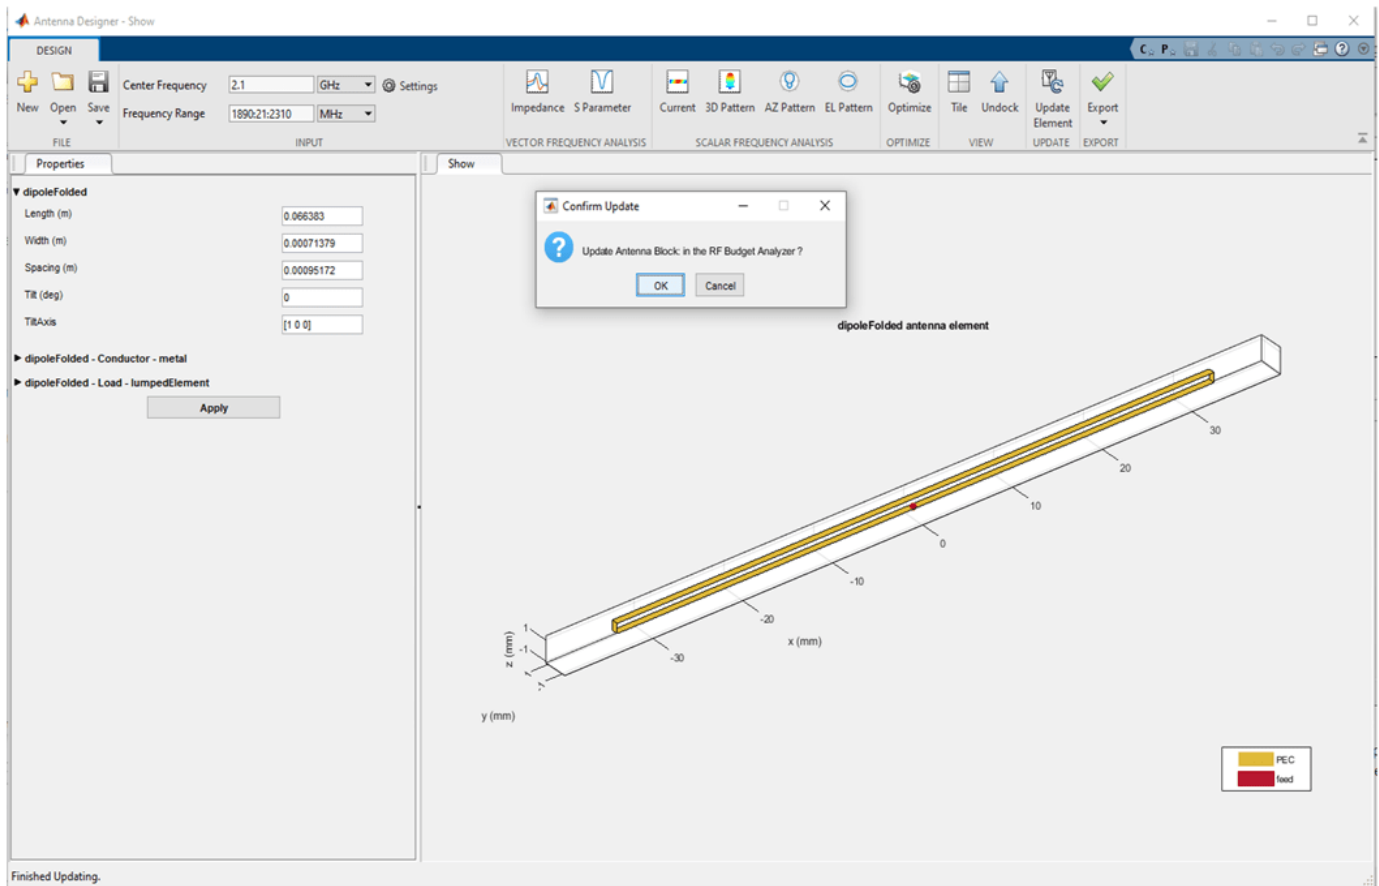 Antenna Designer - Show
DESIGN
New Open Save
FILE
Center Frequency 2.1 GHz Settings
Frequency Range 1890:21:2310 MHz
INPUT
Impedance S Parameter
VECTOR FREQUENCY ANALYSIS
Current 3D Pattern AZ Pattern EL Pattern
SCALAR FREQUENCY ANALYSIS
Optimize
OPTIMIZE
Tile Undock
VIEW
Update
Element
UPDATE
Export
EXPORT
Properties
dipoleFolded
Length (m) 0.066383
Width (m) 0.00071379
Spacing (m) 0.00095172
Tilt (deg) 0
TiltAxis [1 0 0]
dipoleFolded - Conductor - metal
dipoleFolded - Load - lumpedElement
Apply
Show
Confirm Update
Update Antenna Block: in the RF Budget Analyzer ?
OK Cancel
dipoleFolded antenna element
30
20
10
0
-10
-20
-30
x (mm)
1
-1
z (mm)
y (mm)
PEC
feed
Finished Updating.